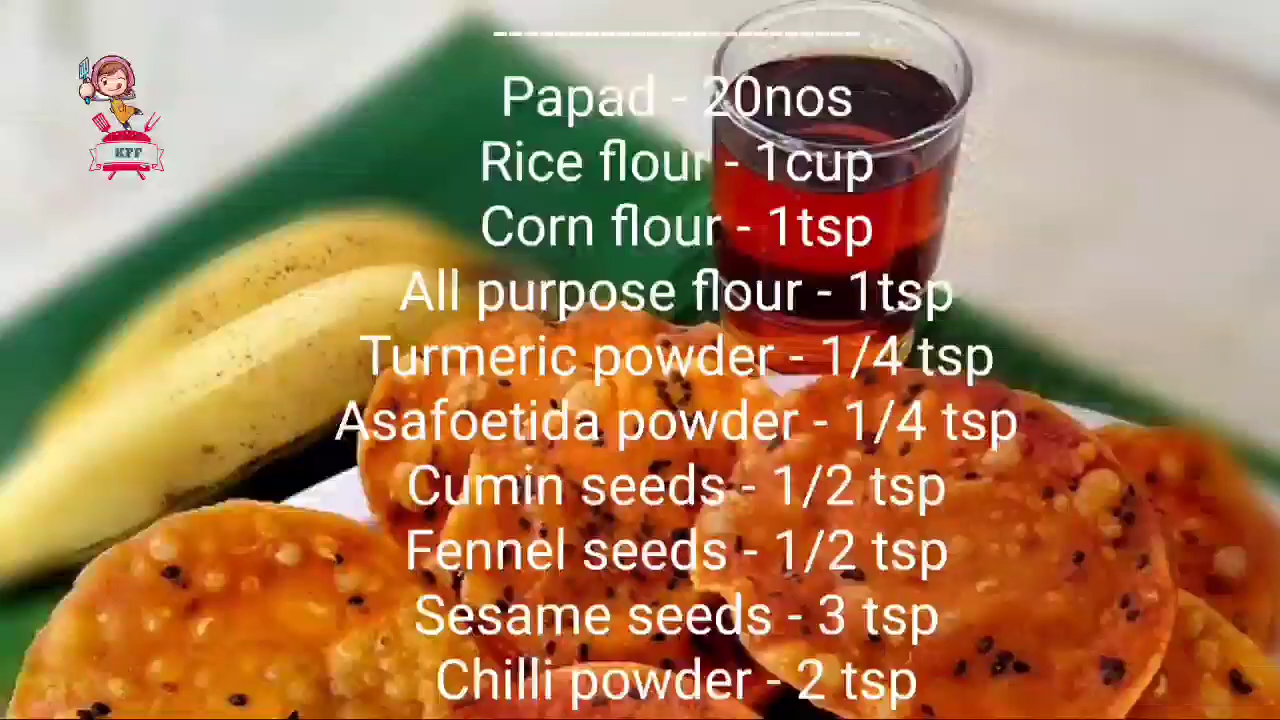 ------------------------
KFF
Papad - 20nos
Rice flour - 1cup
Corn flour - 1tsp
All purpose flour - 1tsp
Turmeric powder - 1/4 tsp
Asafoetida powder - 1/4 tsp
Cumin seeds - 1/2 tsp
Fennel seeds - 1/2 tsp
Sesame seeds - 3 tsp
Chilli powder - 2 tsp